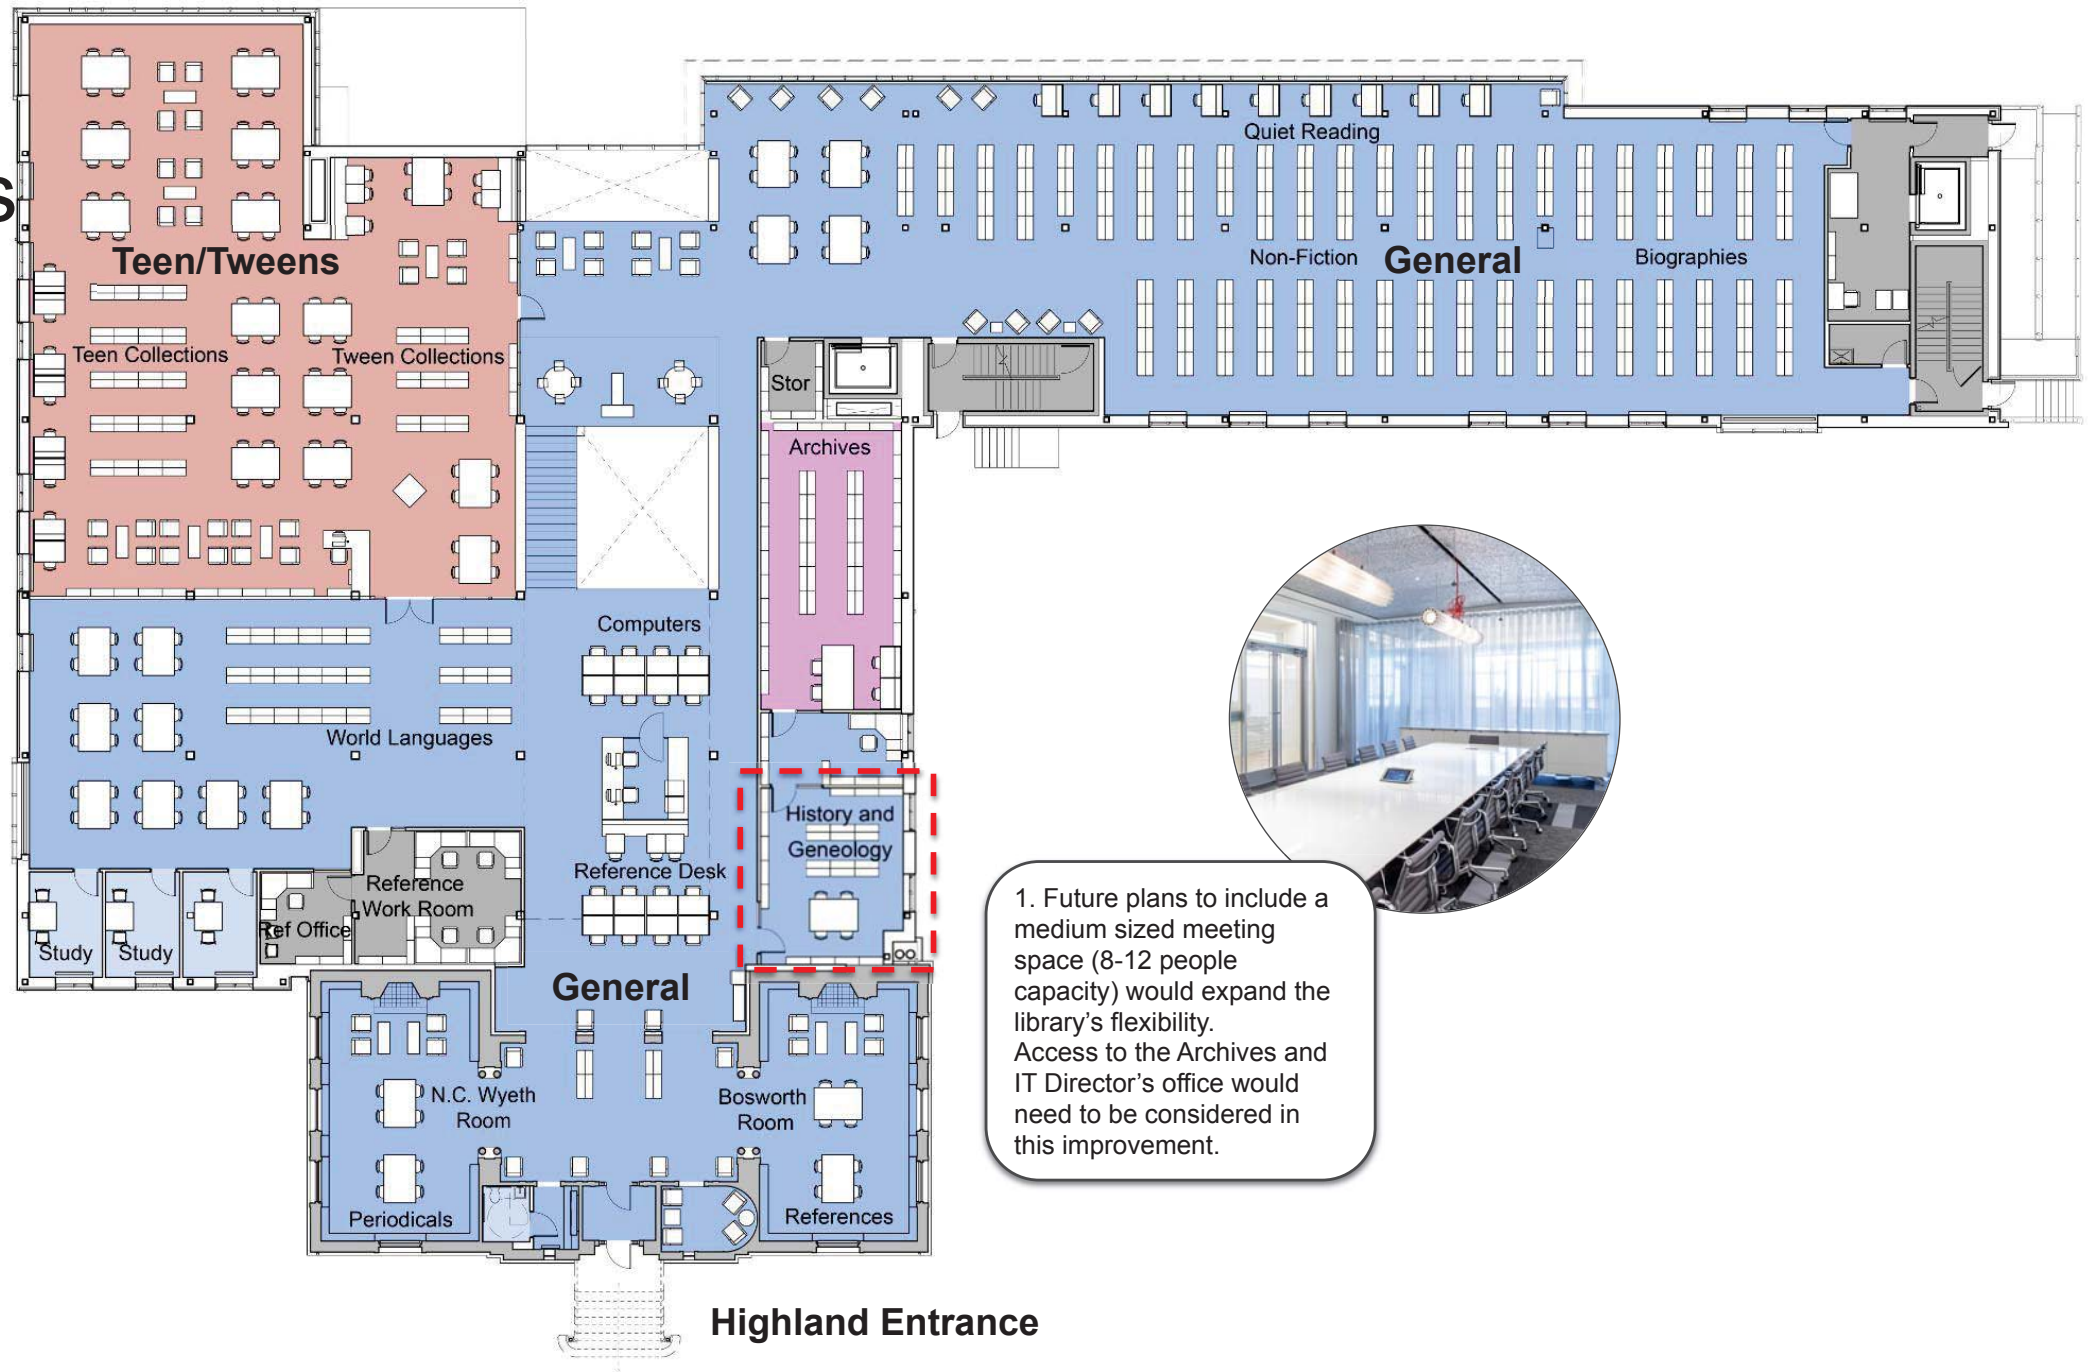 S
Teen/Tweens
Teen Collections
Tween Collections
Quiet Reading
Non-Fiction
General
Biographies
Stor
Archives
Computers
World Languages
History and
Geneology
Reference Desk
Reference
Work Room
Ref Office
Study
Study
General
N.C. Wyeth
Room
Bosworth
Room
Periodicals
References
Highland Entrance
1. Future plans to include a
medium sized meeting
space (8-12 people
capacity) would expand the
library’s flexibility.
Access to the Archives and
IT Director’s office would
need to be considered in
this improvement.